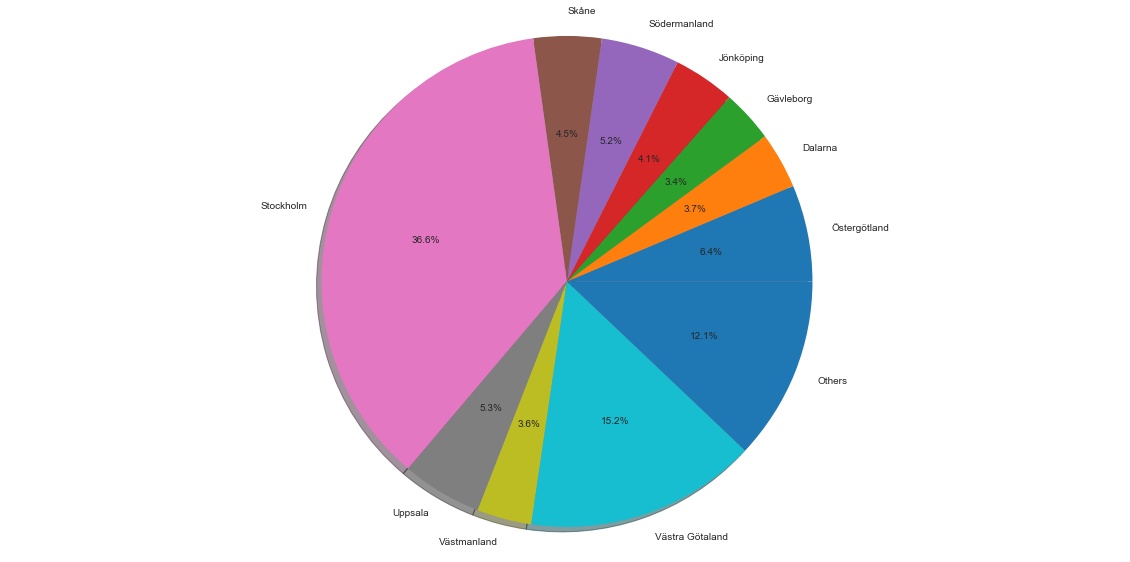 Skåne
Södermanland
Jönköping
Gävleborg
Dalarna
Östergötland
Others
Västra Götaland
Västmanland
Uppsala
Stockholm
4.5%
5.2%
4.1%
3.4%
3.7%
6.4%
12.1%
15.2%
3.6%
5.3%
36.6%